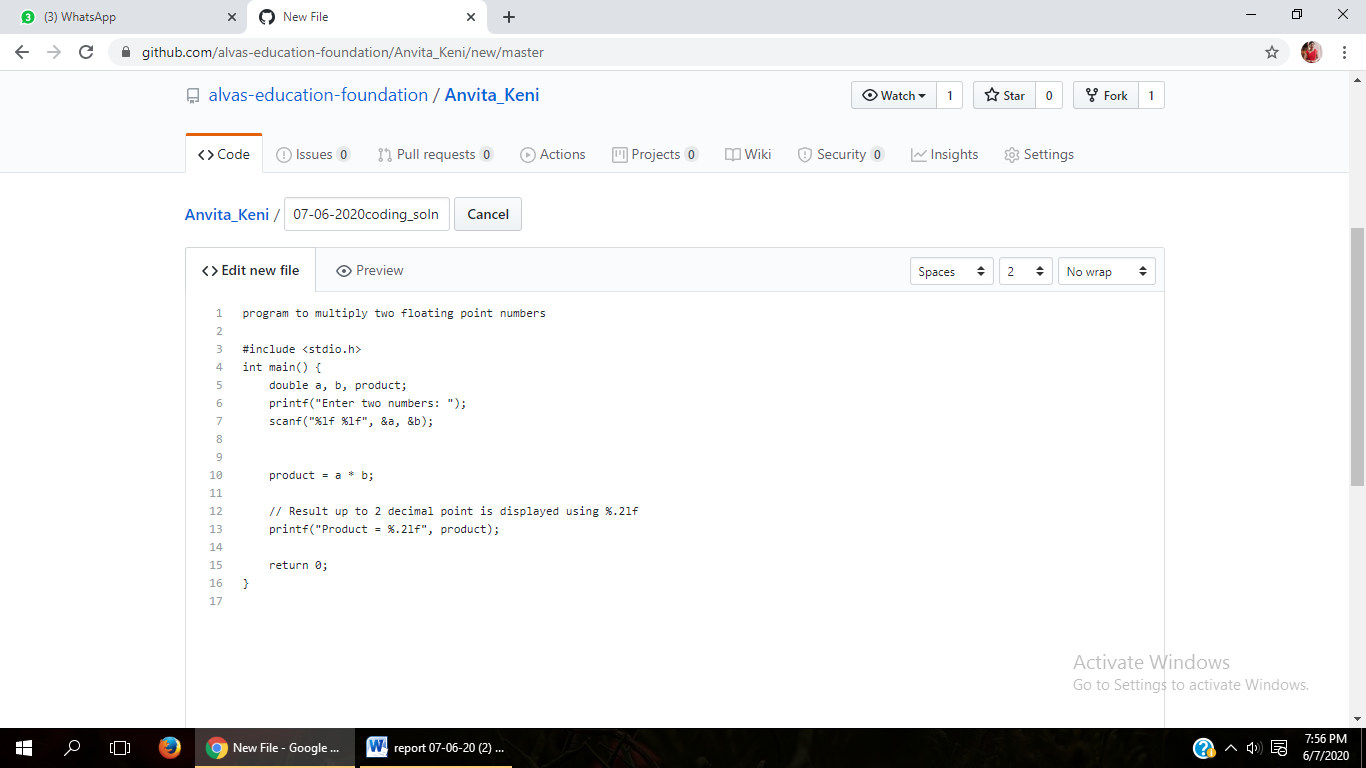 (3) WhatsApp
New File
github.com/alvas-education-foundation/Anvita_Keni/new/master
alvas-education-foundation / Anvita_Keni
Watch 1 Star 0 Fork 1
Code Issues 0 Pull requests 0 Actions Projects 0 Wiki Security 0 Insights Settings
Anvita_Keni / 07-06-2020coding_soln Cancel
Edit new file Preview Spaces 2 No wrap
1 program to multiply two floating point numbers
2
3 #include <stdio.h>
4 int main() {
5     double a, b, product;
6     printf("Enter two numbers: ");
7     scanf("%lf %lf", &a, &b);
8
9
10     product = a * b;
11
12     // Result up to 2 decimal point is displayed using %.2lf
13     printf("Product = %.2lf", product);
14
15     return 0;
16 }
17
Activate Windows
Go to Settings to activate Windows.
New File - Google ... report 07-06-20 (2) ... 7:56 PM
6/7/2020